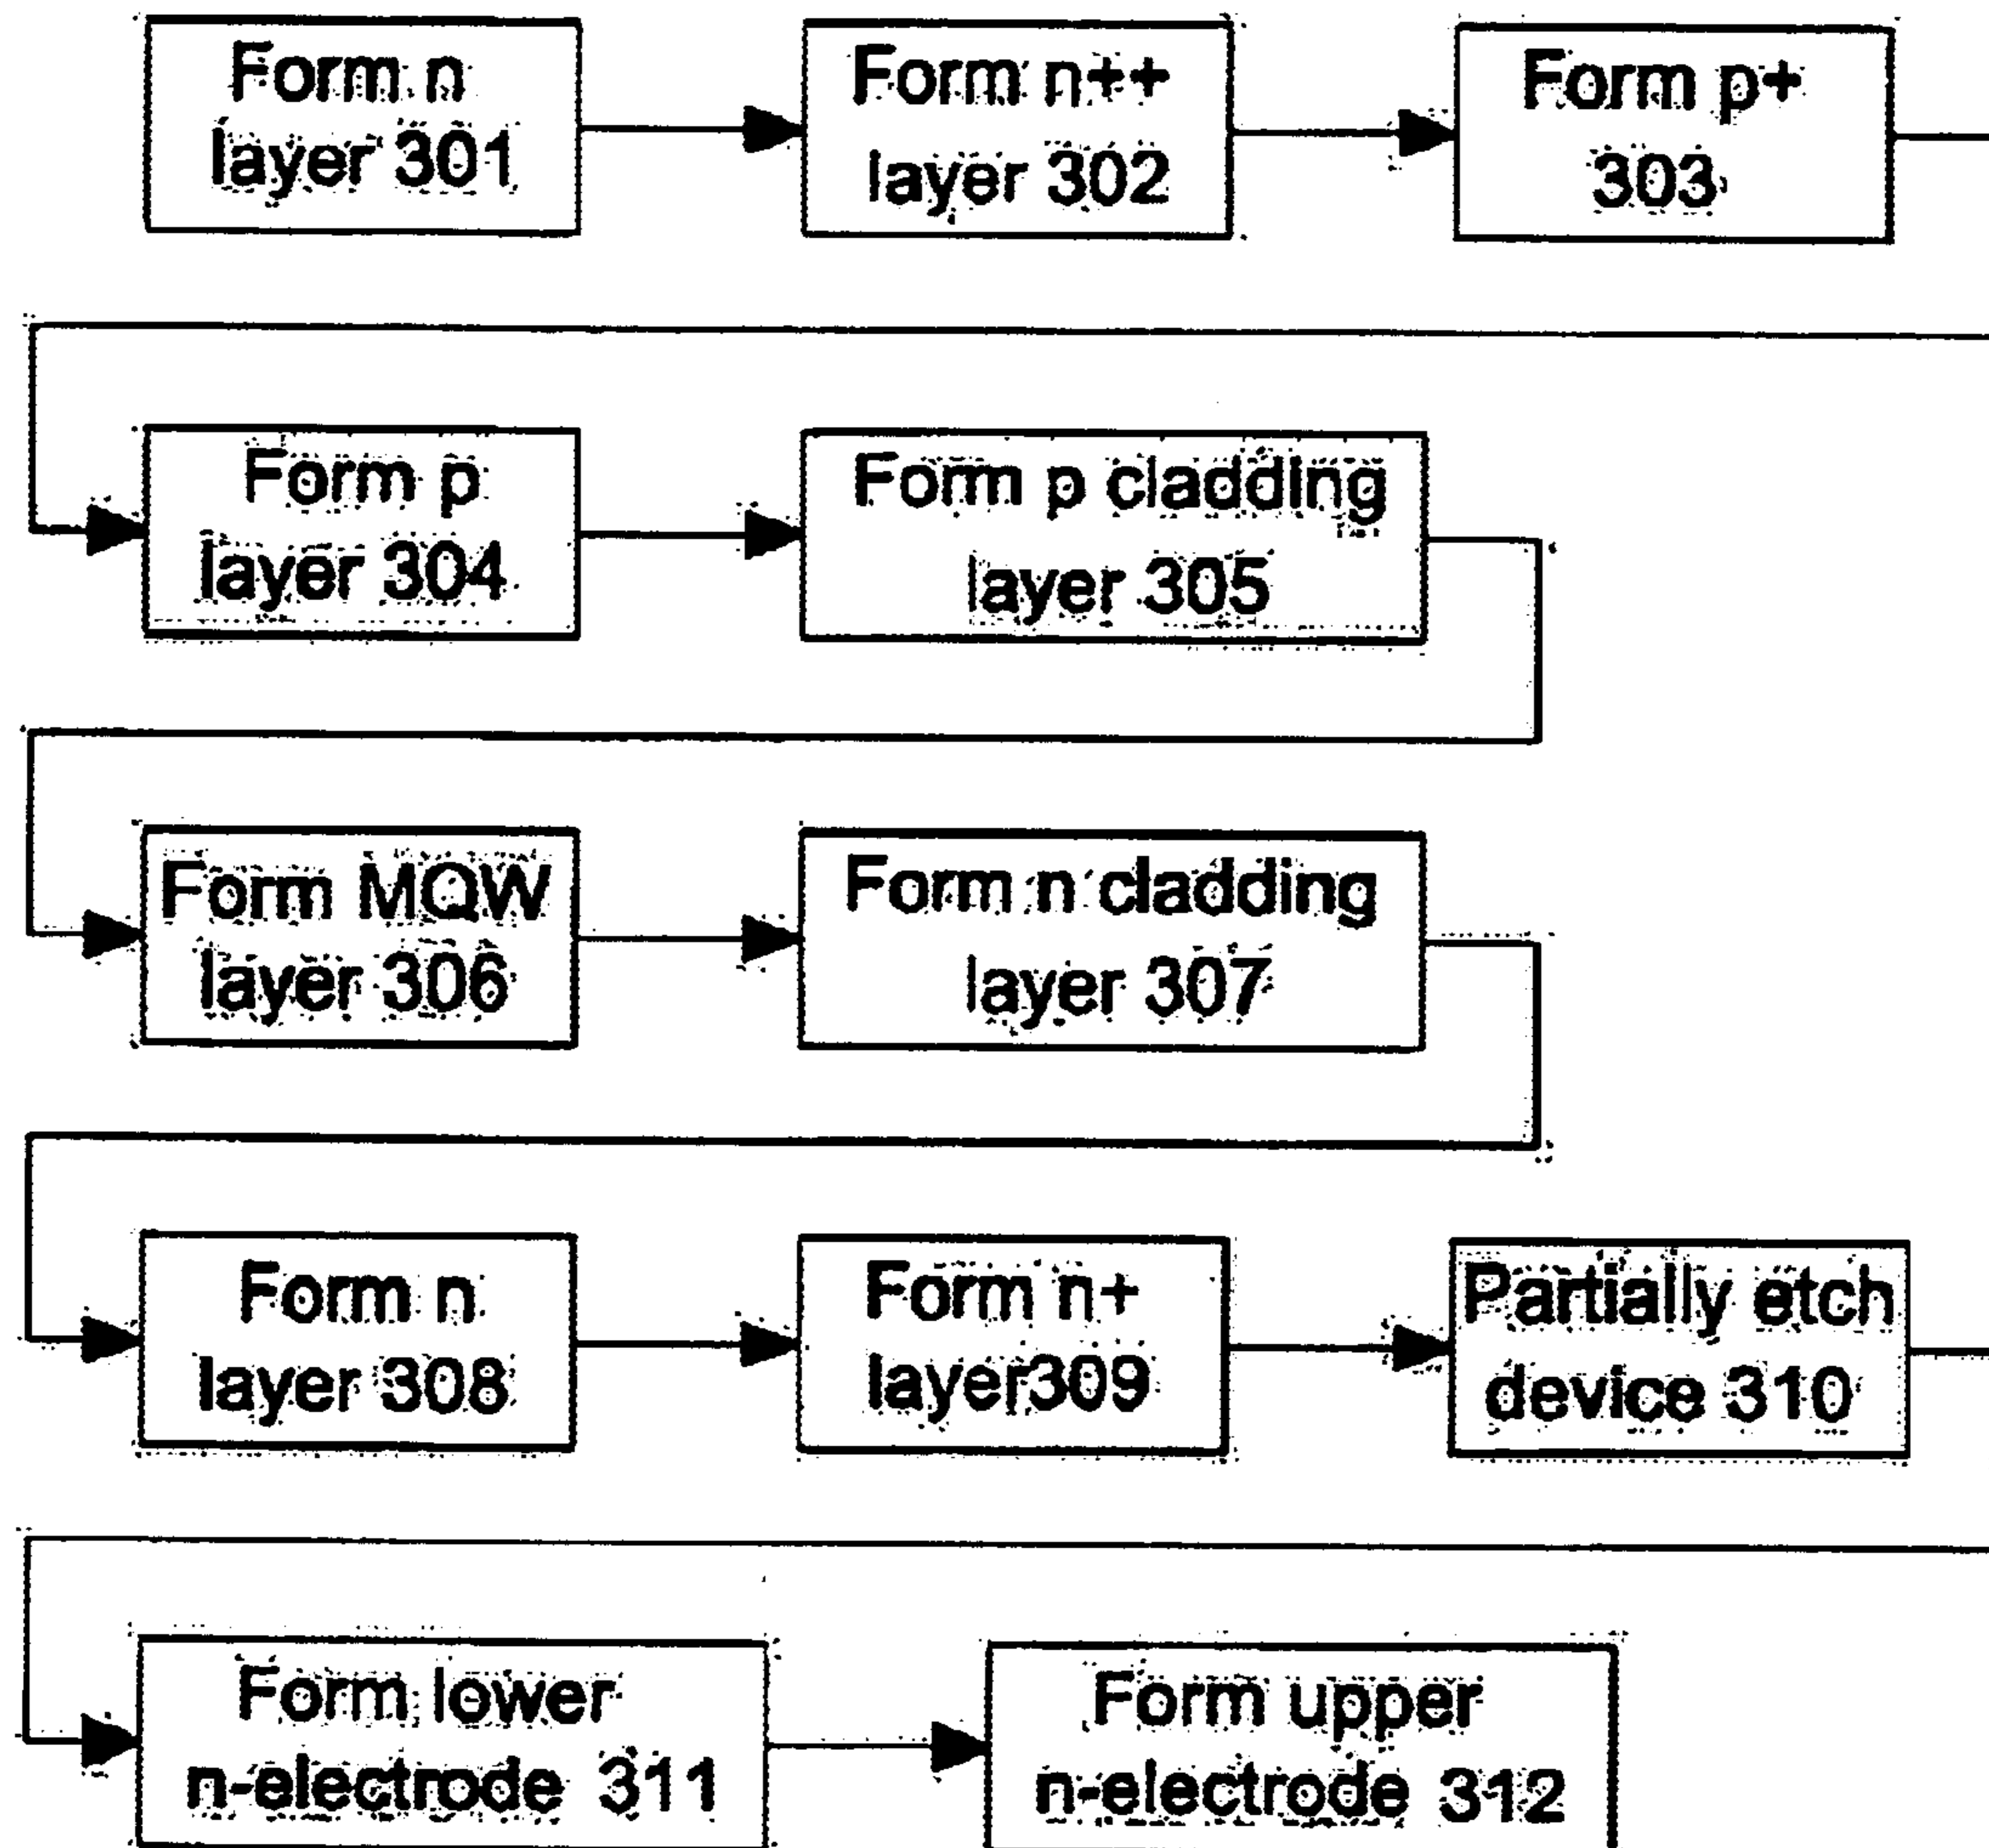 Form n
layer 301
Form n++
layer 302
Form p+
303
Form p
layer 304
Form p cladding
layer 305
Form MQW
layer 306
Form n cladding
layer 307
Form n
layer 308
Form n+
layer309
Partially etch
device 310
Form lower
n-electrode 311
Form upper
n-electrode 312